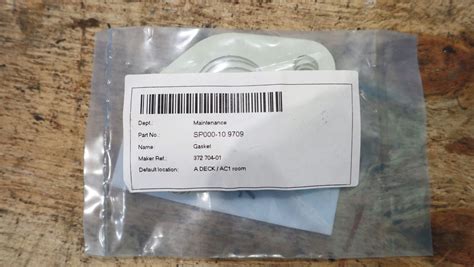 Dept.: Maintenance
Part No.: SP000-10 9709
Name: Gasket
Maker Ref.: 372 704-01
Default location: A DECK / AC1 room